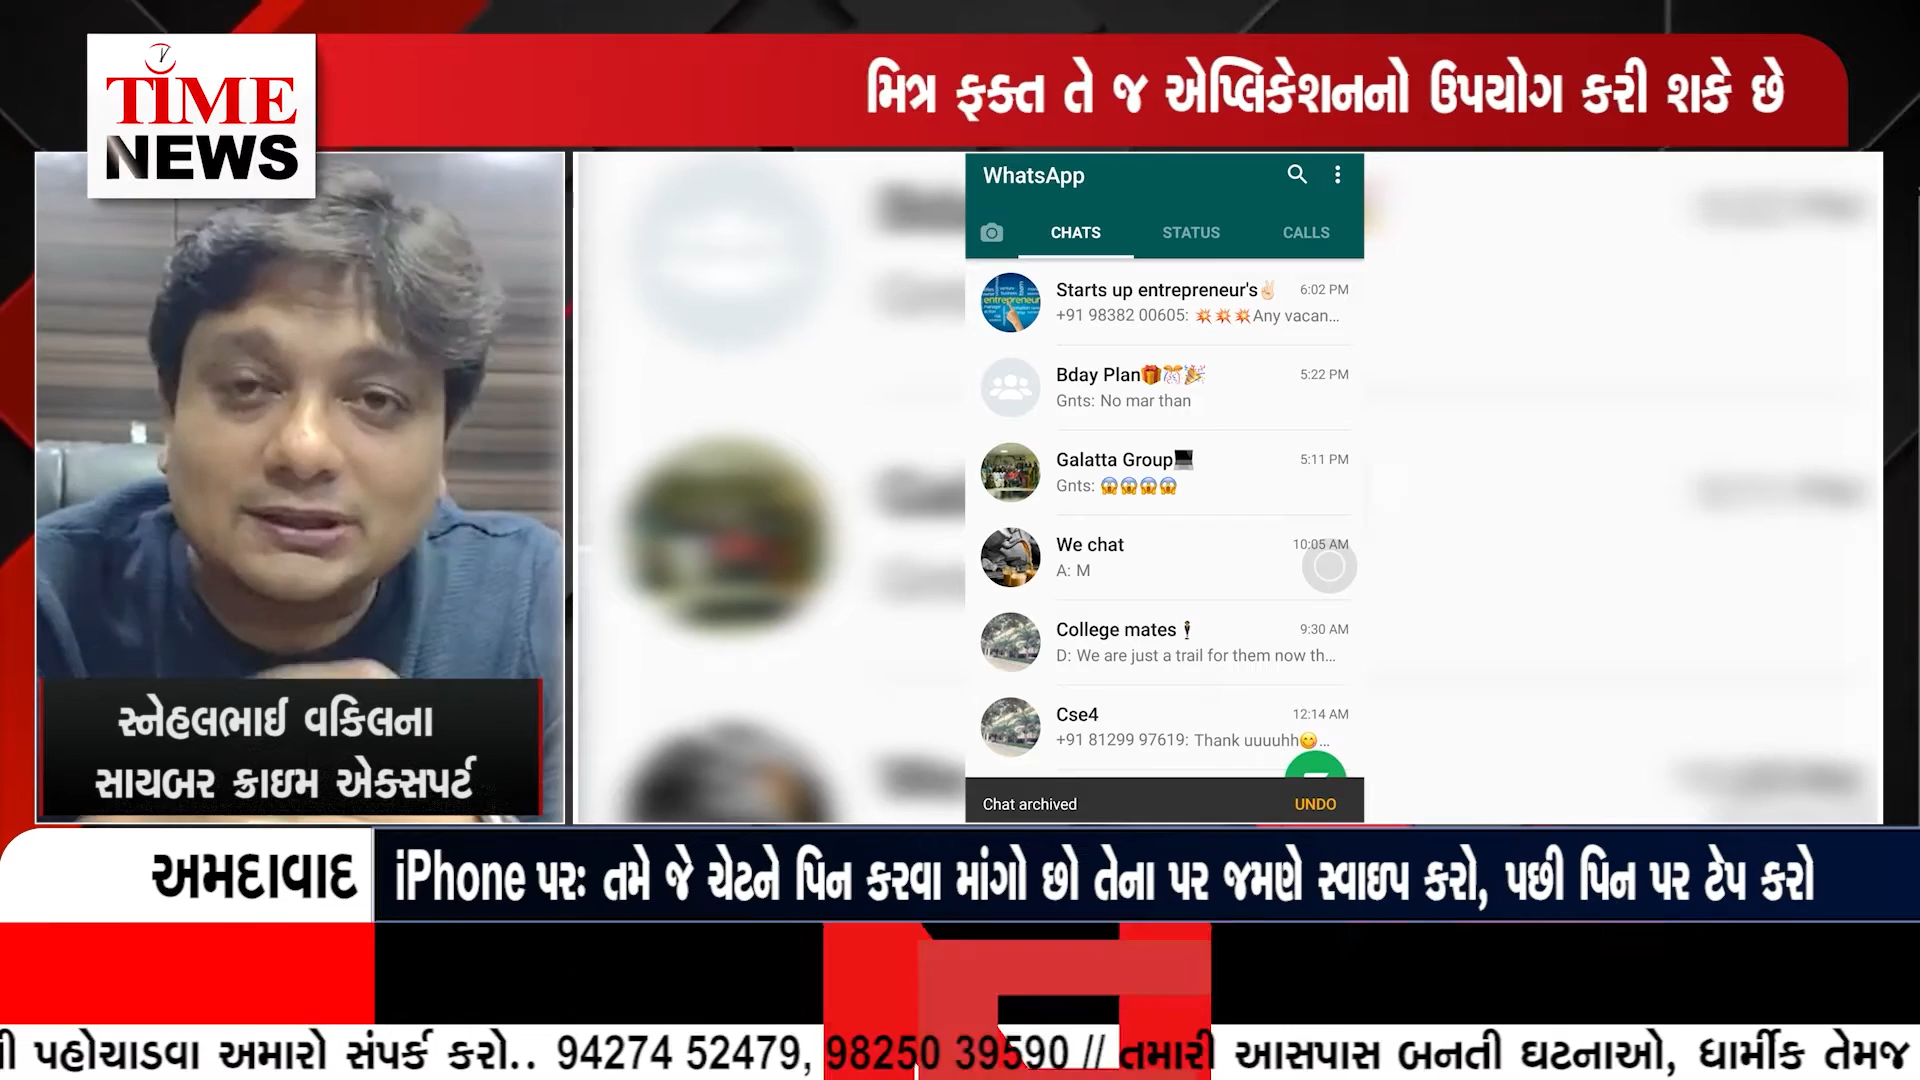 TIME
NEWS
મિત્ર ફક્ત તે જ એપ્લિકેશનનો ઉપયોગ કરી શકે છે
WhatsApp
CHATS STATUS CALLS
Starts up entrepreneur's✌🏻 6:02 PM
+91 98382 00605: 💥💥💥Any vacan...
Bday Plan🎁🎊🎉 5:22 PM
Gnts: No mar than
Galatta Group💻 5:11 PM
Gnts: 😱😱😱😱
We chat 10:05 AM
A: M
College mates🕴 9:30 AM
D: We are just a trail for them now th...
Cse4 12:14 AM
+91 81299 97619: Thank uuuuhh😋...
Chat archived UNDO
સ્નેહલભાઈ વકિલના
સાયબર ક્રાઇમ એક્સપર્ટ
અમદાવાદ
iPhone પર: તમે જે ચેટને પિન કરવા માંગો છો તેના પર જમણે સ્વાઇપ કરો, પછી પિન પર ટેપ કરો
પહોચાડવા અમારો સંપર્ક કરો.. 94274 52479, 98250 39590 // તમારી આસપાસ બનતી ઘટનાઓ, ધાર્મીક તેમજ